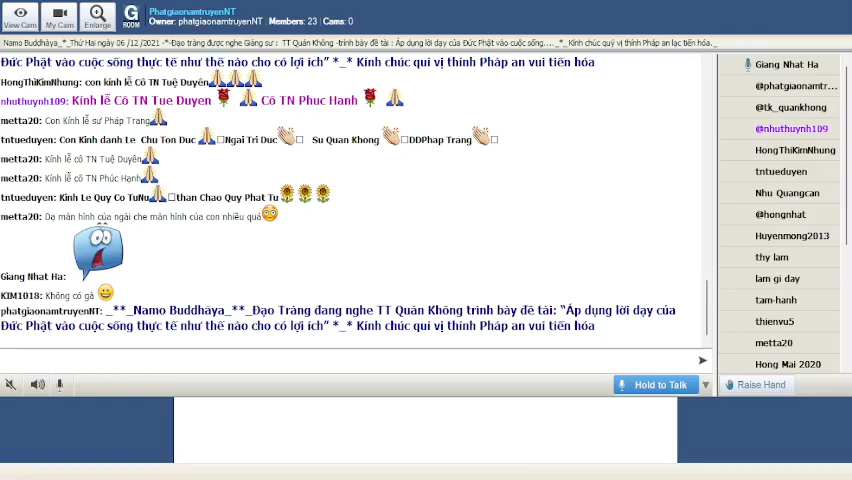 View Cam
My Cam
Enlarge
G
ROOM
PhatgiaonamtruyenNT
Owner: phatgiaonamtruyenNT | Members: 23 | Cams: 0
Namo Buddhàya_*_Thứ Hai ngày 06 /12 /2021 -*-Đạo tràng được nghe Giảng sư : TT Quán Không -trình bày đề tài : Áp dụng lời dạy của Đức Phật vào cuộc sống...._*_ Kính chúc quý vị thính Pháp an lạc tiến hóa._
Đức Phật vào cuộc sống thực tế như thế nào cho có lợi ích” *_* Kính chúc quí vị thính Pháp an vui tiến hóa
HongThiKimNhung: con kính lễ Cô TN Tuệ Duyên
nhuthuynh109: Kính lễ Cô TN Tue Duyen Cô TN Phuc Hanh
metta20: Con Kính lễ sư Pháp Trang
tntueduyen: Con Kinh danh Le Chu Ton Duc Ngai Tri Duc Su Quan Khong DDPhap Trang
metta20: Kính lễ cô TN Tuệ Duyên
metta20: Kính lễ cô TN Phúc Hạnh
tntueduyen: Kinh Le Quy Co TuNu than Chao Quy Phat Tu
metta20: Dạ màn hình của ngài che màn hình của con nhiều quá
Giang Nhat Ha:
KIM1018: Không có gà
phatgiaonamtruyenNT: _**_Namo Buddhāya_**_Đạo Tràng đang nghe TT Quán Không trình bày đề tài: “Áp dụng lời dạy của
Đức Phật vào cuộc sống thực tế như thế nào cho có lợi ích” *_* Kính chúc quí vị thính Pháp an vui tiến hóa
Hold to Talk
Giang Nhat Ha
@phatgiaonamtr...
@tk_quankhong
@nhuthuynh109
HongThiKimNhung
tntueduyen
Nhu Quangcan
@hongnhat
Huyenmong2013
thy lam
lam gi day
tam-hanh
thienvu5
metta20
Hong Mai 2020
Raise Hand